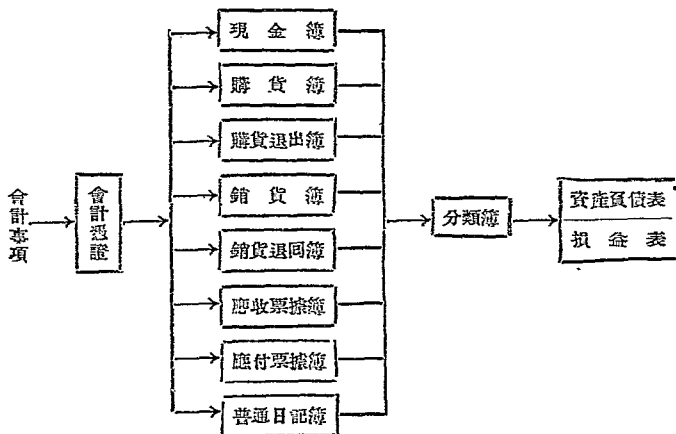 會計事項
會計憑證
現金簿
購貨簿
購貨退出簿
銷貨簿
銷貨退回簿
應收票據簿
應付票據簿
普通日記簿
分類簿
資產負債表
損益表